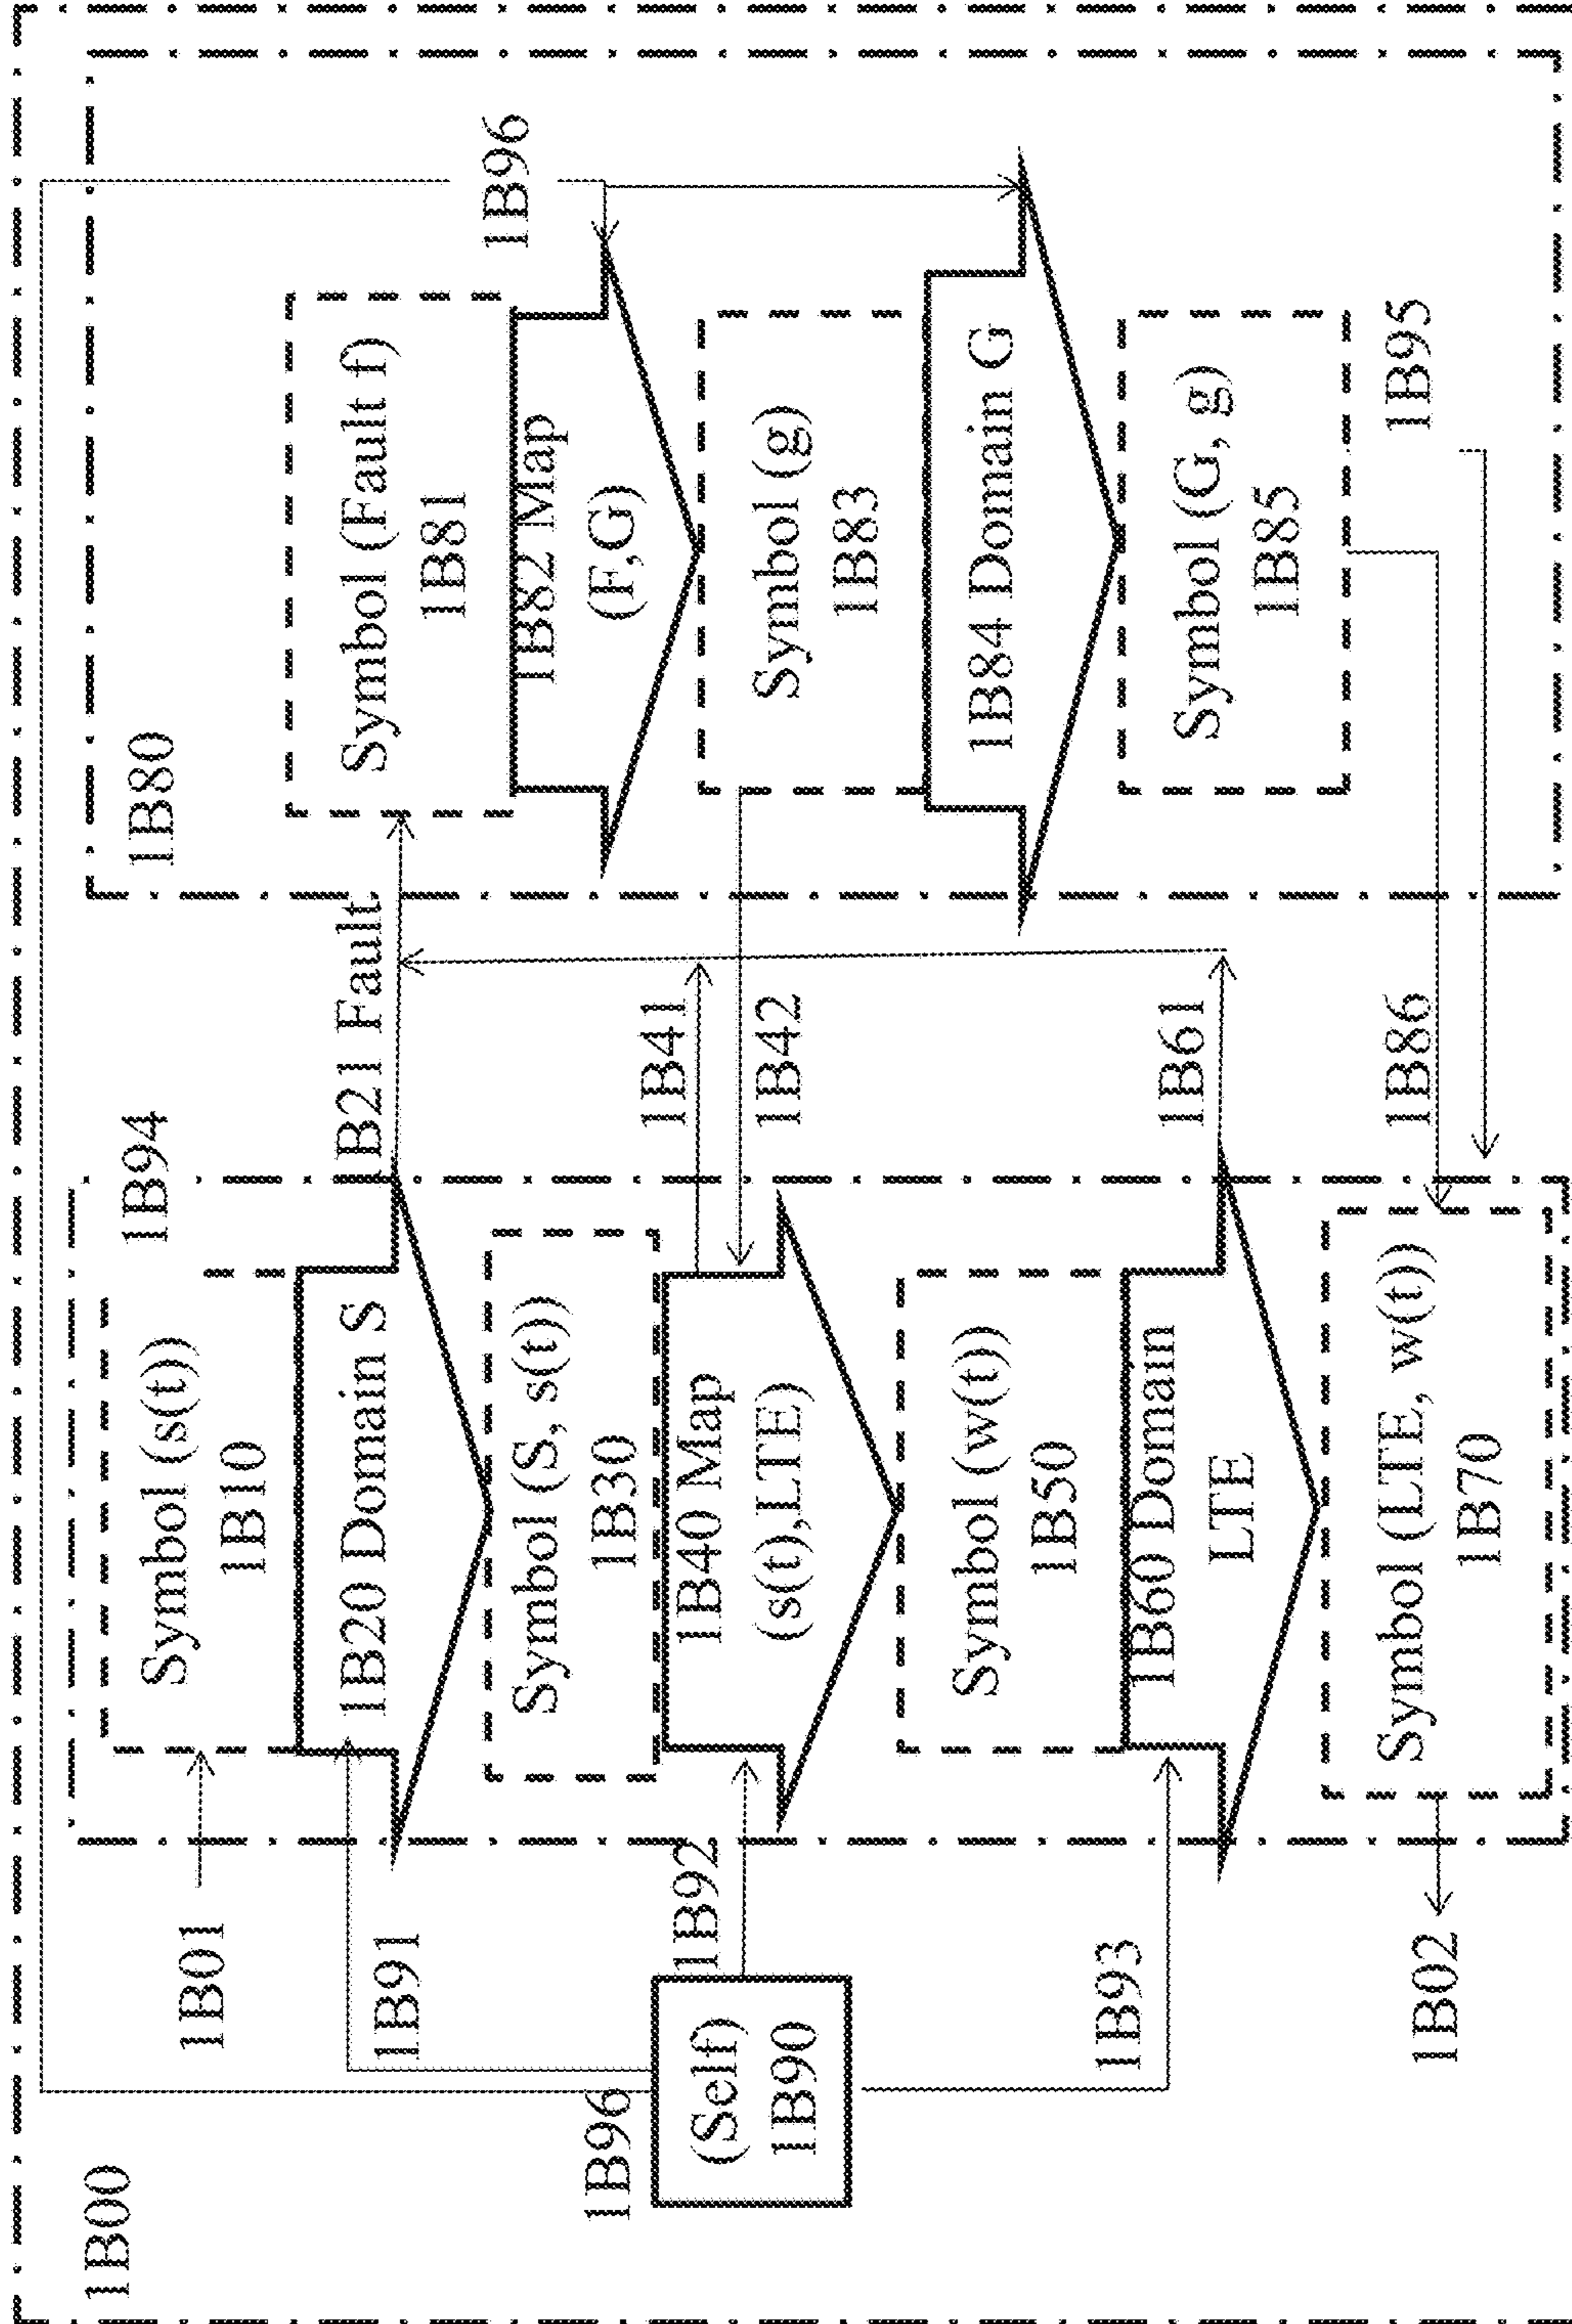 1B00
1B01
1B91
1B96
(Self)
1B90
1B92
1B93
1B02
1B94
Symbol (s(t))
1B10
1B20 Domain S
Symbol (S, s(t))
1B30
1B40 Map
(s(t),LTE)
Symbol (w(t))
1B50
1B60 Domain
LTE
Symbol (LTE, w(t))
1B70
1B21 Fault
1B41
1B42
1B61
1B86
1B80
Symbol (Fault f)
1B81
1B82 Map
(F,G)
Symbol (g)
1B83
1B84 Domain G
Symbol (G, g)
1B85
1B96
1B95